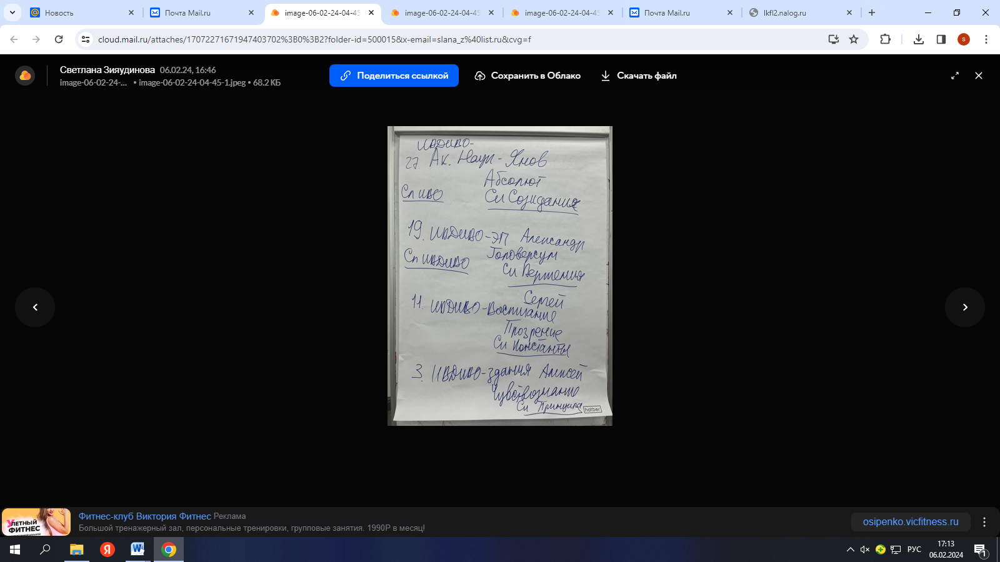 Новость
Почта Mail.ru
image-06-02-24-04-45
image-06-02-24-04-45
image-06-02-24-04-45
Почта Mail.ru
lkfl2.nalog.ru
cloud.mail.ru/attaches/17072271671947403702%3B0%3B2?folder-id=500015&x-email=slana_z%40list.ru&cvg=f
S
Светлана Зияудинова 06.02.24, 16:46
image-06-02-24-... • image-06-02-24-04-45-1.jpeg • 68.2 КБ
Поделиться ссылкой
Сохранить в Облако
Скачать файл
ИВДИВО-
27. Ак. Наук - Янов
Абсолют
Сп ИВО Си Созидания
19. ИВДИВО-ЭП Александр
Сп ИВДИВО Головерсум
Си Вершения
Сергей
11. ИВДИВО-Воспитание
Прозрение
Си Константы
3. ИВДИВО-здания Алексей
Чувствознание
Си Принципа
hatber
УЛЕТНЫЙ
ФИТНЕС
Фитнес-клуб Виктория Фитнес Реклама
Большой тренажерный зал, персональные тренировки, групповые занятия. 1990Р в месяц!
osipenko.vicfitness.ru
РУС
17:13
06.02.2024
1